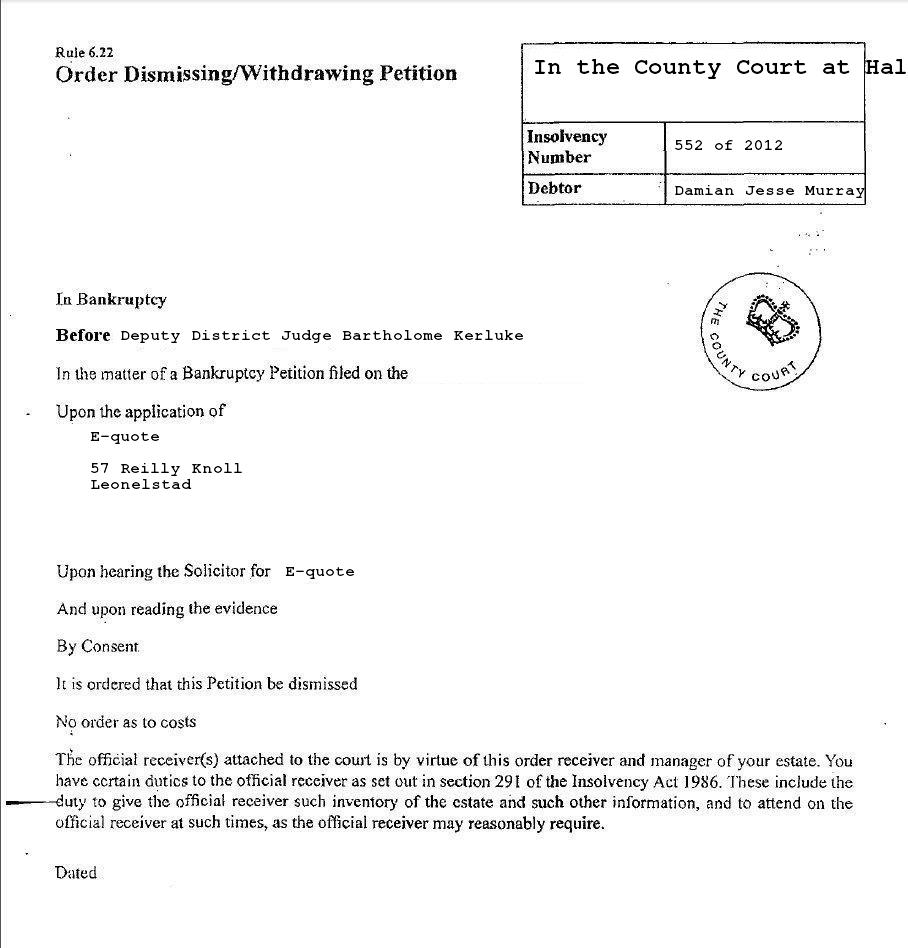 Rule 6.22
Order Dismissing/Withdrawing Petition
In the County Court at Hal
Insolvency
Number
552 of 2012
Debtor
Damian Jesse Murray
THE COUNTY COURT
In Bankruptcy
Before Deputy District Judge Bartholome Kerluke
In the matter of a Bankruptcy Petition filed on the
Upon the application of
E-quote
57 Reilly Knoll
Leonelstad
Upon hearing the Solicitor for E-quote
And upon reading the evidence
By Consent
It is ordered that this Petition be dismissed
No order as to costs
The official receiver(s) attached to the court is by virtue of this order receiver and manager of your estate. You
have certain duties to the official receiver as set out in section 291 of the Insolvency Act 1986. These include the
duty to give the official receiver such inventory of the estate and such other information, and to attend on the
official receiver at such times, as the official receiver may reasonably require.
Dated